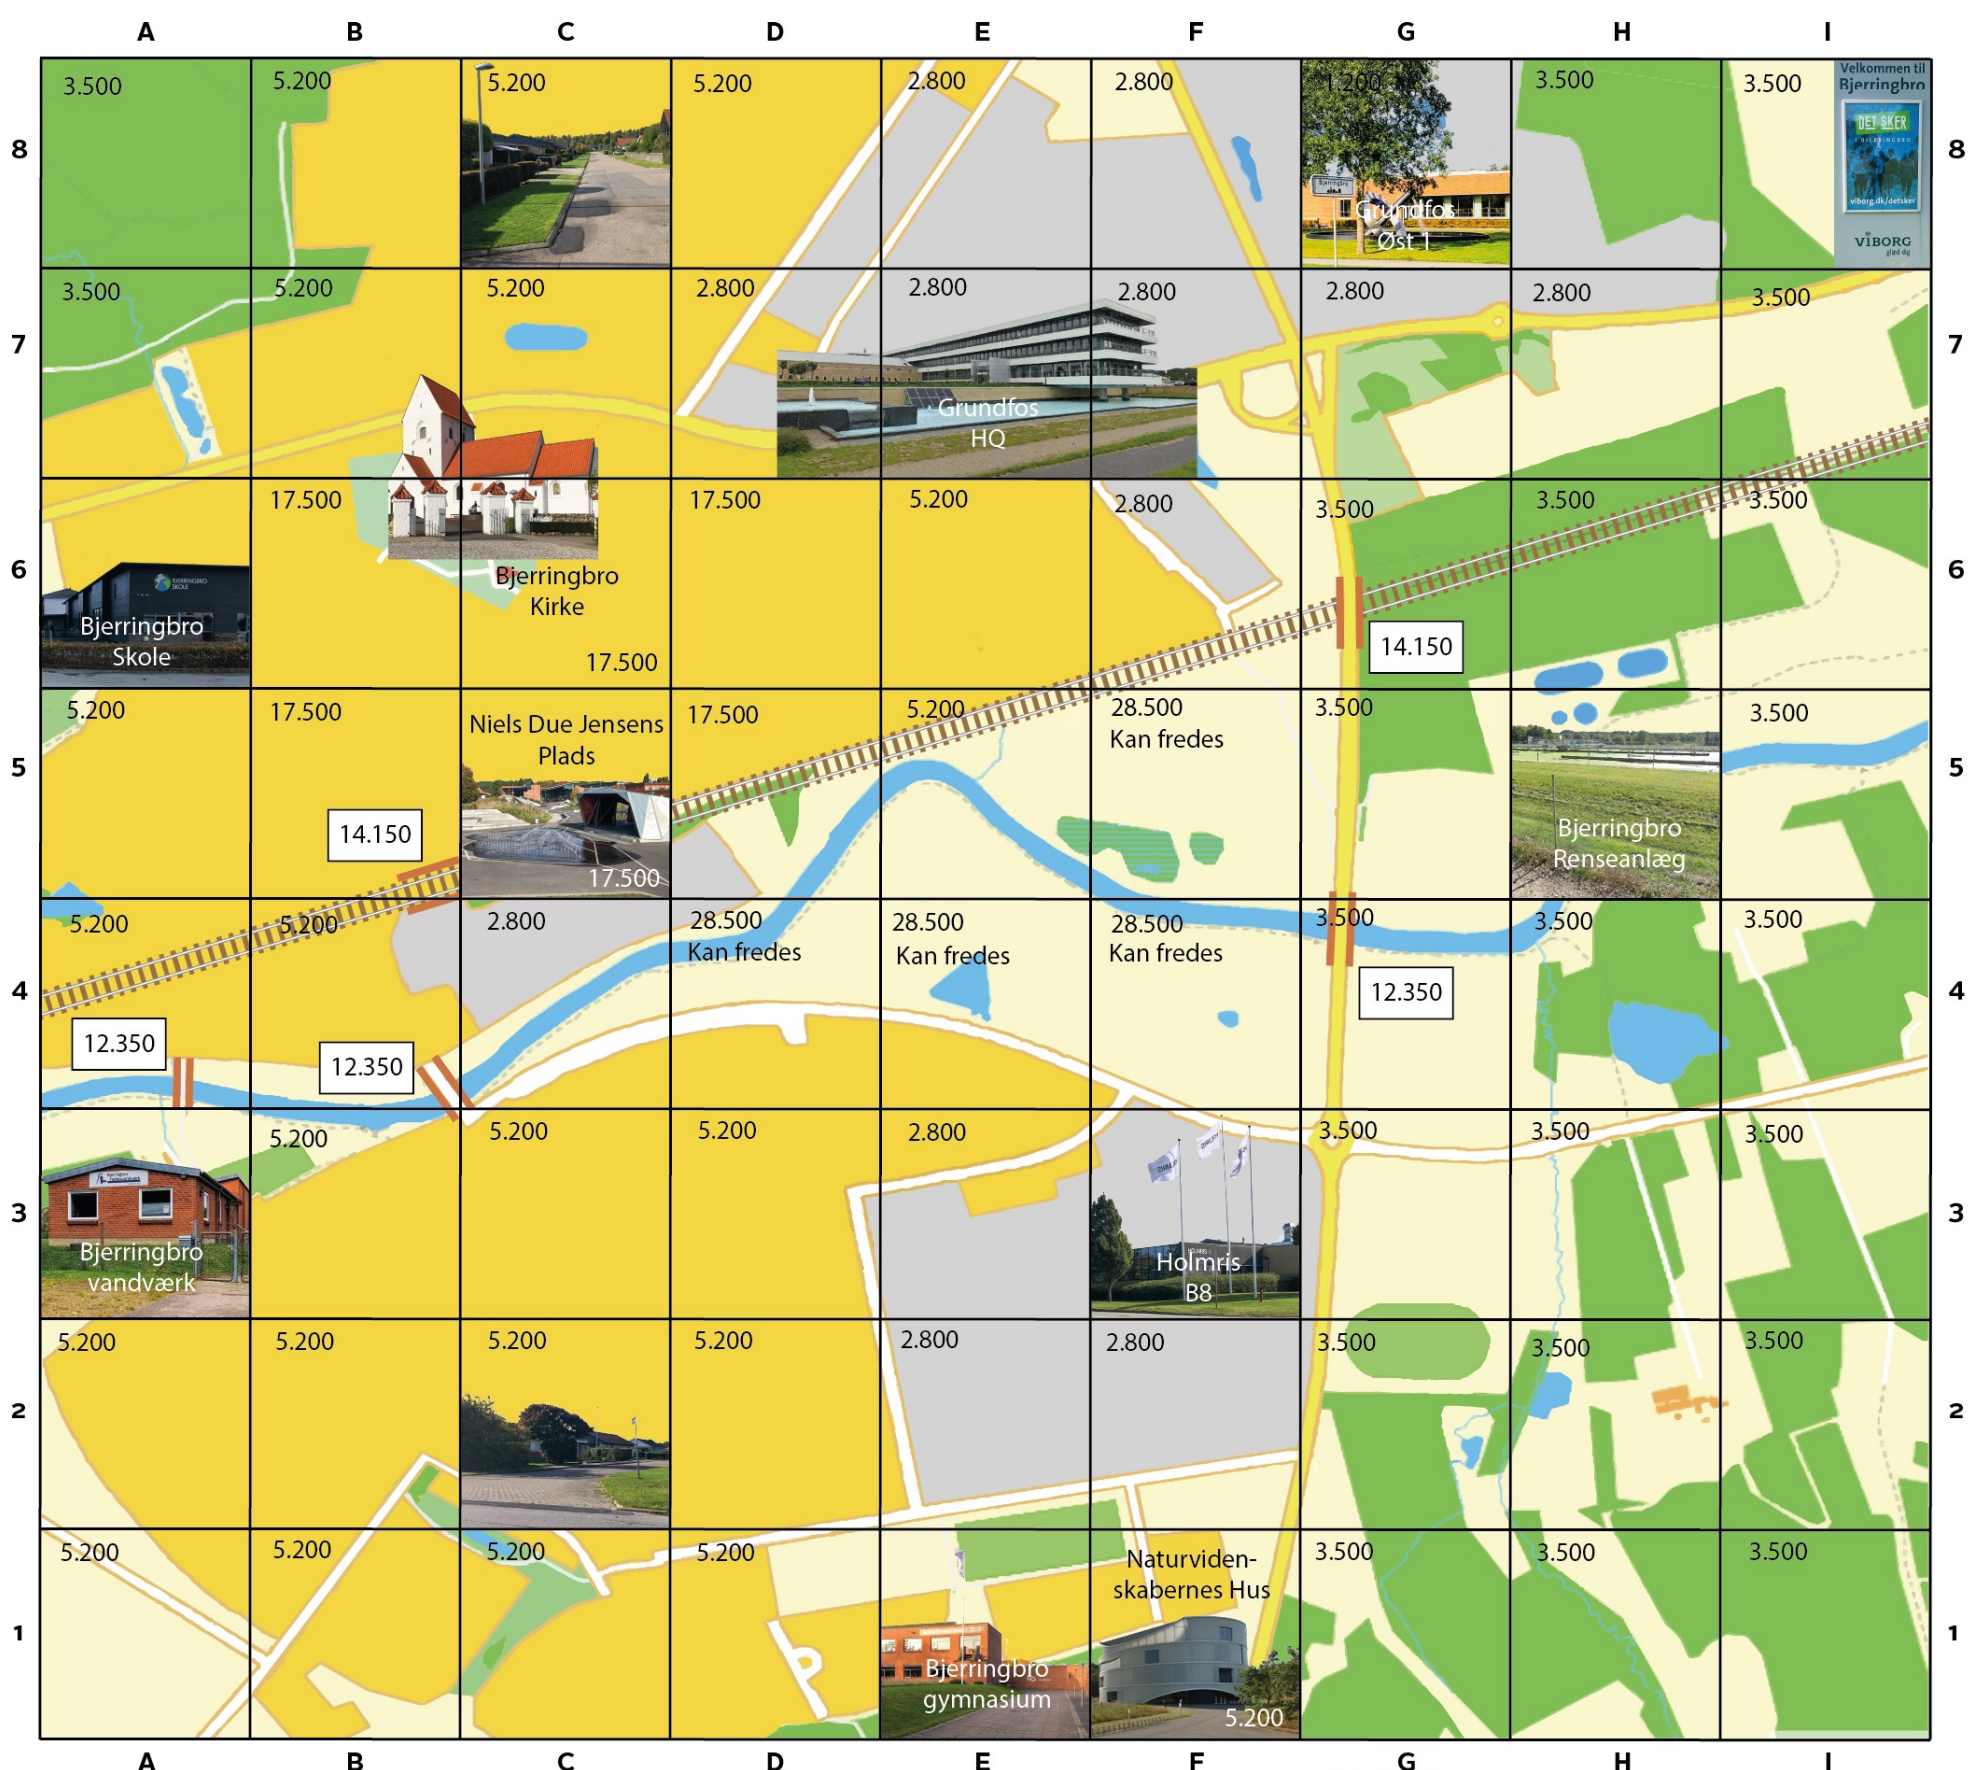 A B C D E F G H I
8 8
3.500 5.200 5.200 5.200 2.800 2.800 1.200 3.500 3.500
Velkommen til
Bjerringbro
DET SKER
I BJERRINGBRO
viborg.dk/detsker
VIBORG
glæd dig
Bjerringbro
Grundfos
Øst 1
7 7
3.500 5.200 5.200 2.800 2.800 2.800 2.800 2.800 3.500
Grundfos
HQ
6 6
17.500 17.500 5.200 2.800 3.500 3.500 3.500
BJERRINGBRO
SKOLE
Bjerringbro
Skole
Bjerringbro
Kirke
17.500
14.150
5 5
5.200 17.500
Niels Due Jensens
Plads
17.500
17.500 5.200
28.500
Kan fredes
3.500 3.500
14.150
Bjerringbro
Renseanlæg
4 4
5.200 5.200 2.800
28.500
Kan fredes
28.500
Kan fredes
28.500
Kan fredes
3.500 3.500 3.500
12.350
12.350
12.350
3 3
5.200 5.200 5.200 2.800 3.500 3.500 3.500
Bjerringbro
vandværk
HOLMRIS
Holmris
B8
2 2
5.200 5.200 5.200 5.200 2.800 2.800 3.500 3.500 3.500
1 1
5.200 5.200 5.200 5.200
Bjerringbro
gymnasium
Naturviden-
skabernes Hus
5.200
3.500 3.500 3.500
A B C D E F G H I